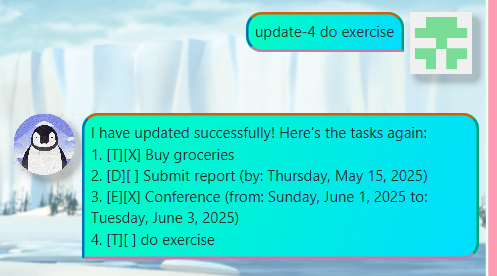 update-4 do exercise
I have updated successfully! Here's the tasks again:
1. [T][X] Buy groceries
2. [D][ ] Submit report (by: Thursday, May 15, 2025)
3. [E][X] Conference (from: Sunday, June 1, 2025 to:
Tuesday, June 3, 2025)
4. [T][ ] do exercise